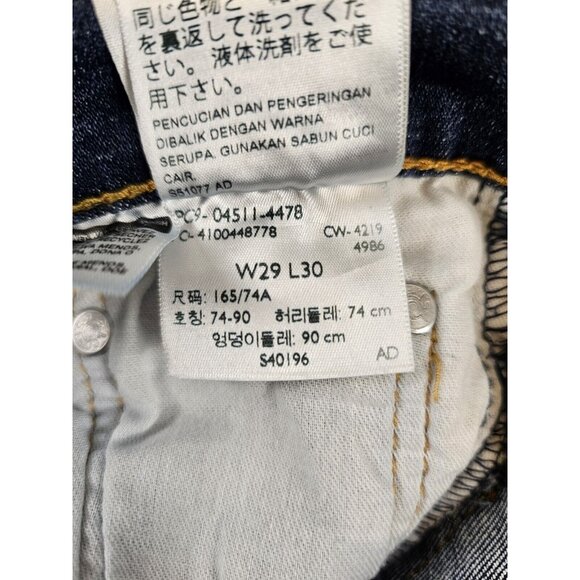 同じ色物と
を裏返して洗ってくだ
さい。液体洗剤をご使
用下さい。
PENCUCIAN DAN PENGERINGAN
DIBALIK DENGAN WARNA
SERUPA. GUNAKAN SABUN CUCI
CAIR.
S51077 AD
PC9- 04511-4478
O- 4100448778 CW- 4219
4986
W29 L30
尺码: 165/74A
호칭: 74-90 허리둘레: 74 cm
엉덩이둘레: 90 cm
S40196 AD